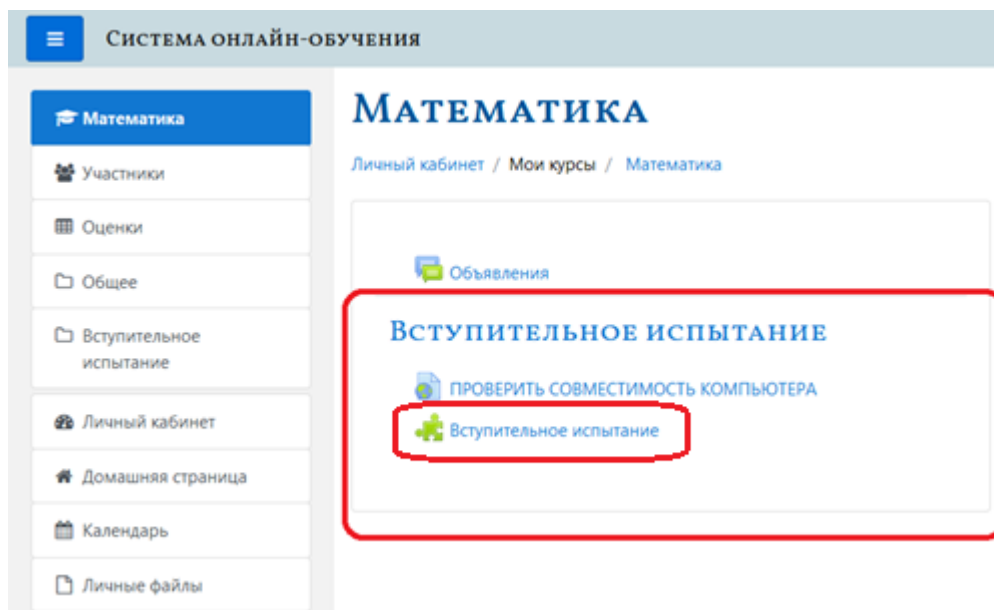 Система онлайн-обучения
Математика
Участники
Оценки
Общее
Вступительное
испытание
Личный кабинет
Домашняя страница
Календарь
Личные файлы
Математика
Личный кабинет / Мои курсы / Математика
Объявления
Вступительное испытание
ПРОВЕРИТЬ СОВМЕСТИМОСТЬ КОМПЬЮТЕРА
Вступительное испытание